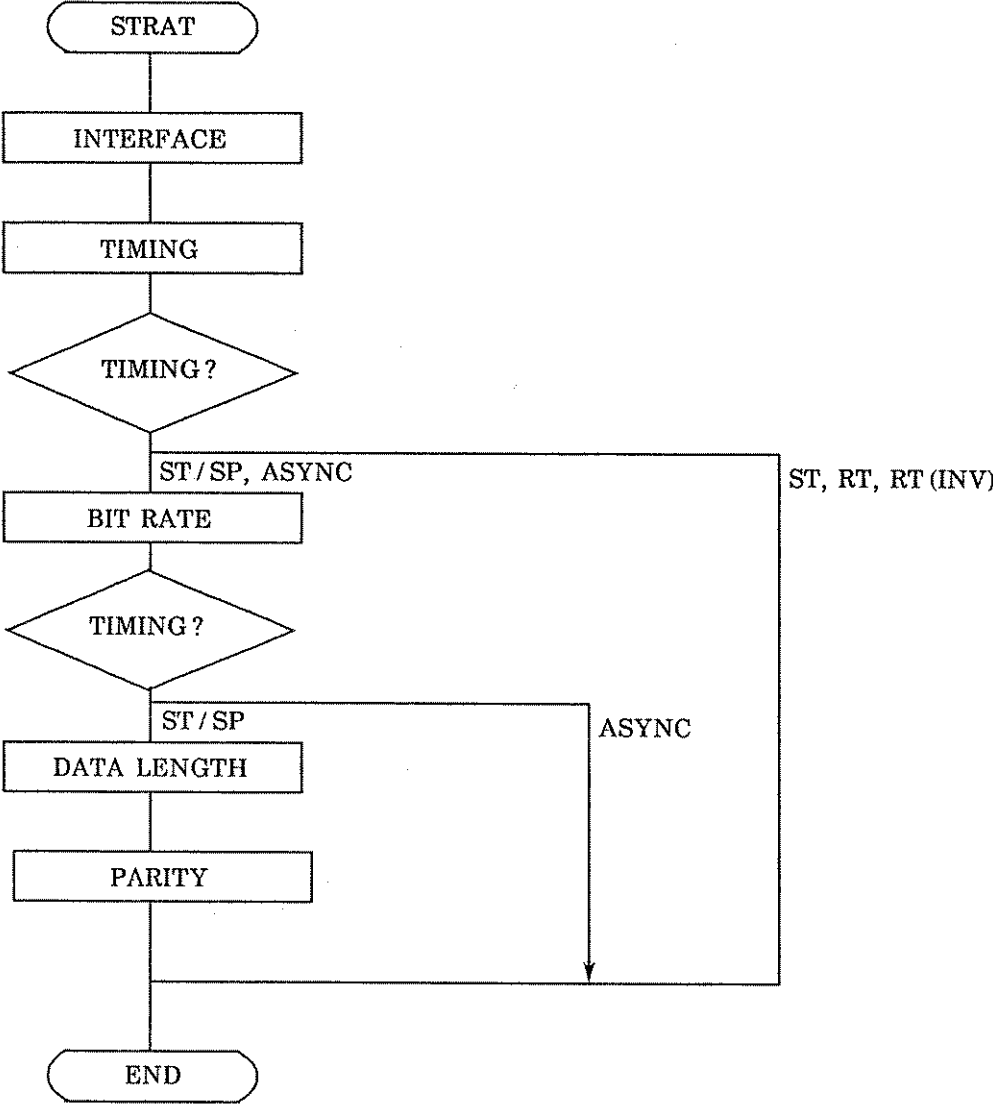 STRAT
INTERFACE
TIMING
TIMING?
ST/SP, ASYNC
ST, RT, RT(INV)
BIT RATE
TIMING?
ST/SP
ASYNC
DATA LENGTH
PARITY
END